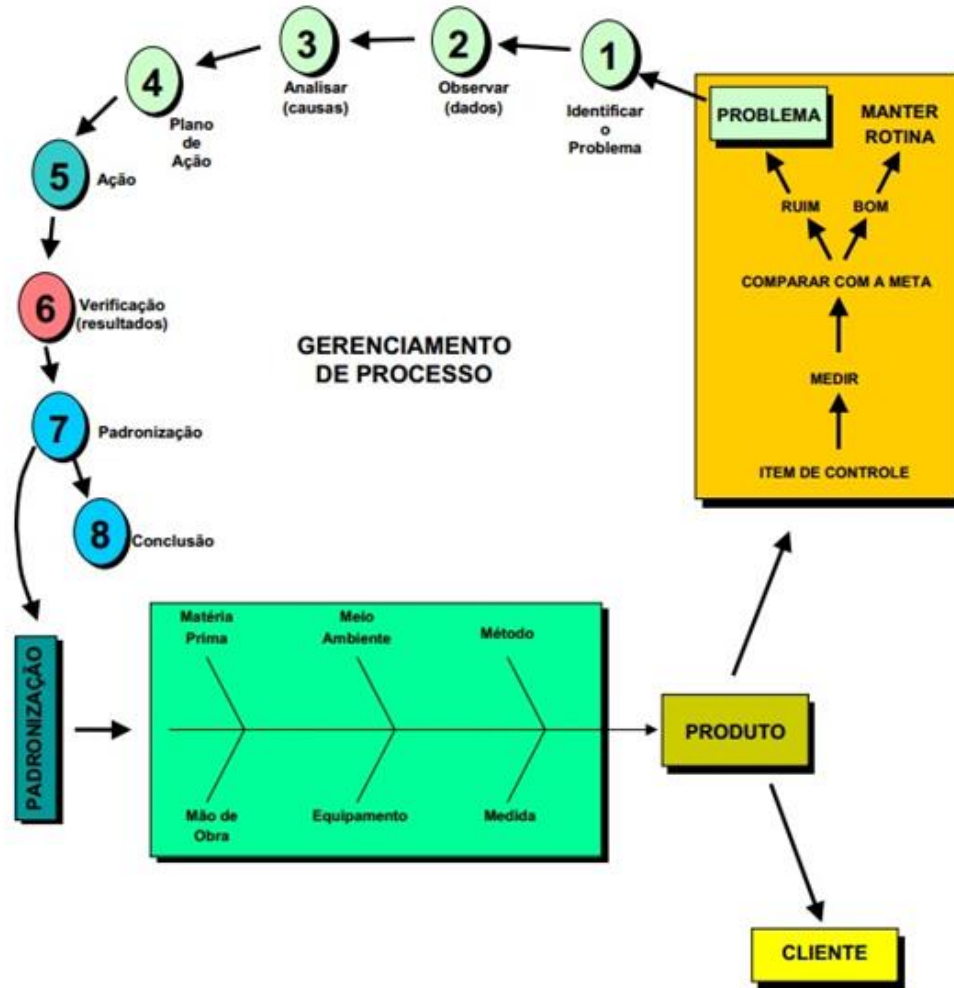 1
2
3
4
5
6
7
8
Identificar
o
Problema
Observar
(dados)
Analisar
(causas)
Plano
de
Ação
Ação
Verificação
(resultados)
Padronização
Conclusão
PROBLEMA
MANTER
ROTINA
RUIM
BOM
COMPARAR COM A META
MEDIR
ITEM DE CONTROLE
GERENCIAMENTO
DE PROCESSO
PADRONIZAÇÃO
Matéria
Prima
Meio
Ambiente
Método
Mão de
Obra
Equipamento
Medida
PRODUTO
CLIENTE